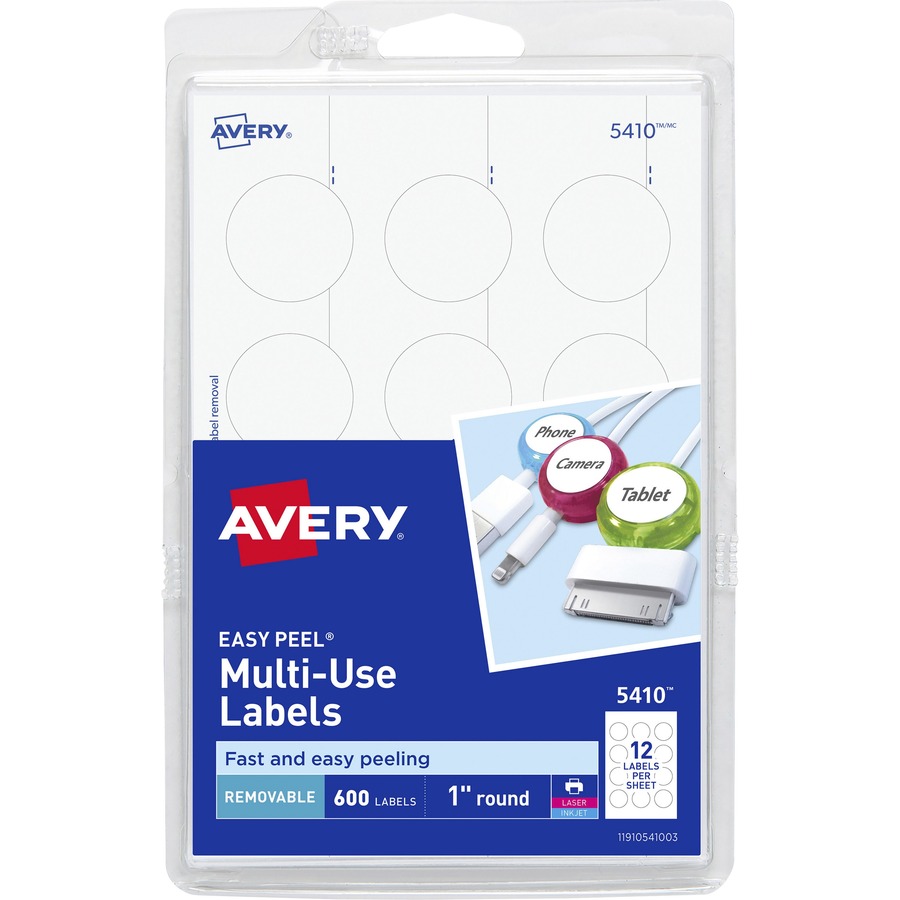 AVERY®
5410™/MC
abel removal
Phone
Camera
Tablet
AVERY®
EASY PEEL®
Multi-Use
Labels
Fast and easy peeling
REMOVABLE
600 LABELS
1" round
LASER
INKJET
5410™
12
LABELS
PER
SHEET
11910541003